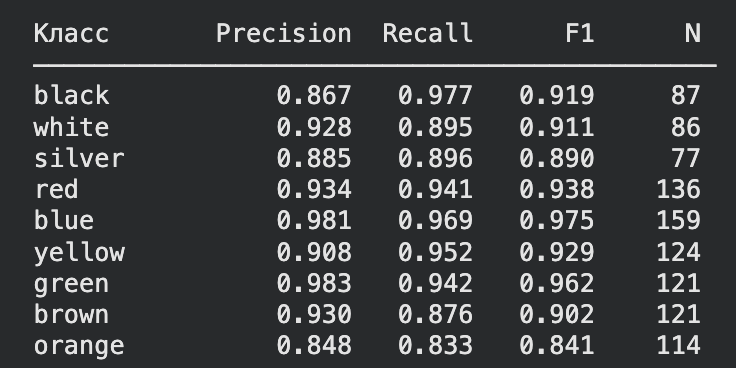 Класс Precision Recall F1 N
black 0.867 0.977 0.919 87
white 0.928 0.895 0.911 86
silver 0.885 0.896 0.890 77
red 0.934 0.941 0.938 136
blue 0.981 0.969 0.975 159
yellow 0.908 0.952 0.929 124
green 0.983 0.942 0.962 121
brown 0.930 0.876 0.902 121
orange 0.848 0.833 0.841 114